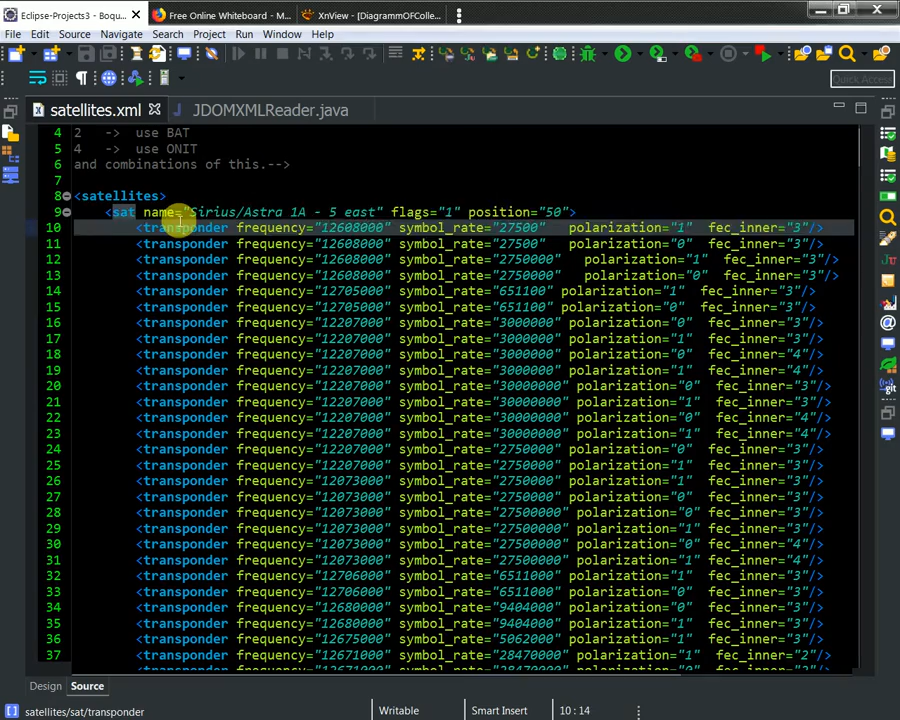 Eclipse-Projects3 - Boqu...
Free Online Whiteboard - M...
XnView - [DiagrammOFColle...
File Edit Source Navigate Search Project Run Window Help
Quick Access
satellites.xml JDOMXMLReader.java
4 2 -> use BAT
5 4 -> use ONIT
6 and combinations of this.-->
7
8 <satellites>
9 <sat name="Sirius/Astra 1A - 5 east" flags="1" position="50">
10 <transponder frequency="12608000" symbol_rate="27500" polarization="1" fec_inner="3"/>
11 <transponder frequency="12608000" symbol_rate="27500" polarization="0" fec_inner="3"/>
12 <transponder frequency="12608000" symbol_rate="2750000" polarization="1" fec_inner="3"/>
13 <transponder frequency="12608000" symbol_rate="2750000" polarization="0" fec_inner="3"/>
14 <transponder frequency="12705000" symbol_rate="651100" polarization="1" fec_inner="3"/>
15 <transponder frequency="12705000" symbol_rate="651100" polarization="0" fec_inner="3"/>
16 <transponder frequency="12207000" symbol_rate="3000000" polarization="0" fec_inner="3"/>
17 <transponder frequency="12207000" symbol_rate="3000000" polarization="1" fec_inner="3"/>
18 <transponder frequency="12207000" symbol_rate="3000000" polarization="0" fec_inner="4"/>
19 <transponder frequency="12207000" symbol_rate="3000000" polarization="1" fec_inner="4"/>
20 <transponder frequency="12207000" symbol_rate="30000000" polarization="0" fec_inner="3"/>
21 <transponder frequency="12207000" symbol_rate="30000000" polarization="1" fec_inner="3"/>
22 <transponder frequency="12207000" symbol_rate="30000000" polarization="0" fec_inner="4"/>
23 <transponder frequency="12207000" symbol_rate="30000000" polarization="1" fec_inner="4"/>
24 <transponder frequency="12207000" symbol_rate="2750000" polarization="0" fec_inner="3"/>
25 <transponder frequency="12207000" symbol_rate="2750000" polarization="1" fec_inner="3"/>
26 <transponder frequency="12073000" symbol_rate="2750000" polarization="1" fec_inner="3"/>
27 <transponder frequency="12073000" symbol_rate="2750000" polarization="0" fec_inner="3"/>
28 <transponder frequency="12073000" symbol_rate="27500000" polarization="0" fec_inner="3"/>
29 <transponder frequency="12073000" symbol_rate="27500000" polarization="1" fec_inner="3"/>
30 <transponder frequency="12073000" symbol_rate="27500000" polarization="0" fec_inner="4"/>
31 <transponder frequency="12073000" symbol_rate="27500000" polarization="1" fec_inner="4"/>
32 <transponder frequency="12706000" symbol_rate="6511000" polarization="1" fec_inner="3"/>
33 <transponder frequency="12706000" symbol_rate="6511000" polarization="0" fec_inner="3"/>
34 <transponder frequency="12680000" symbol_rate="9404000" polarization="0" fec_inner="3"/>
35 <transponder frequency="12680000" symbol_rate="9404000" polarization="1" fec_inner="3"/>
36 <transponder frequency="12675000" symbol_rate="5062000" polarization="1" fec_inner="3"/>
37 <transponder frequency="12671000" symbol_rate="28470000" polarization="1" fec_inner="2"/>
Design Source
satellites/sat/transponder Writable Smart Insert 10 : 14